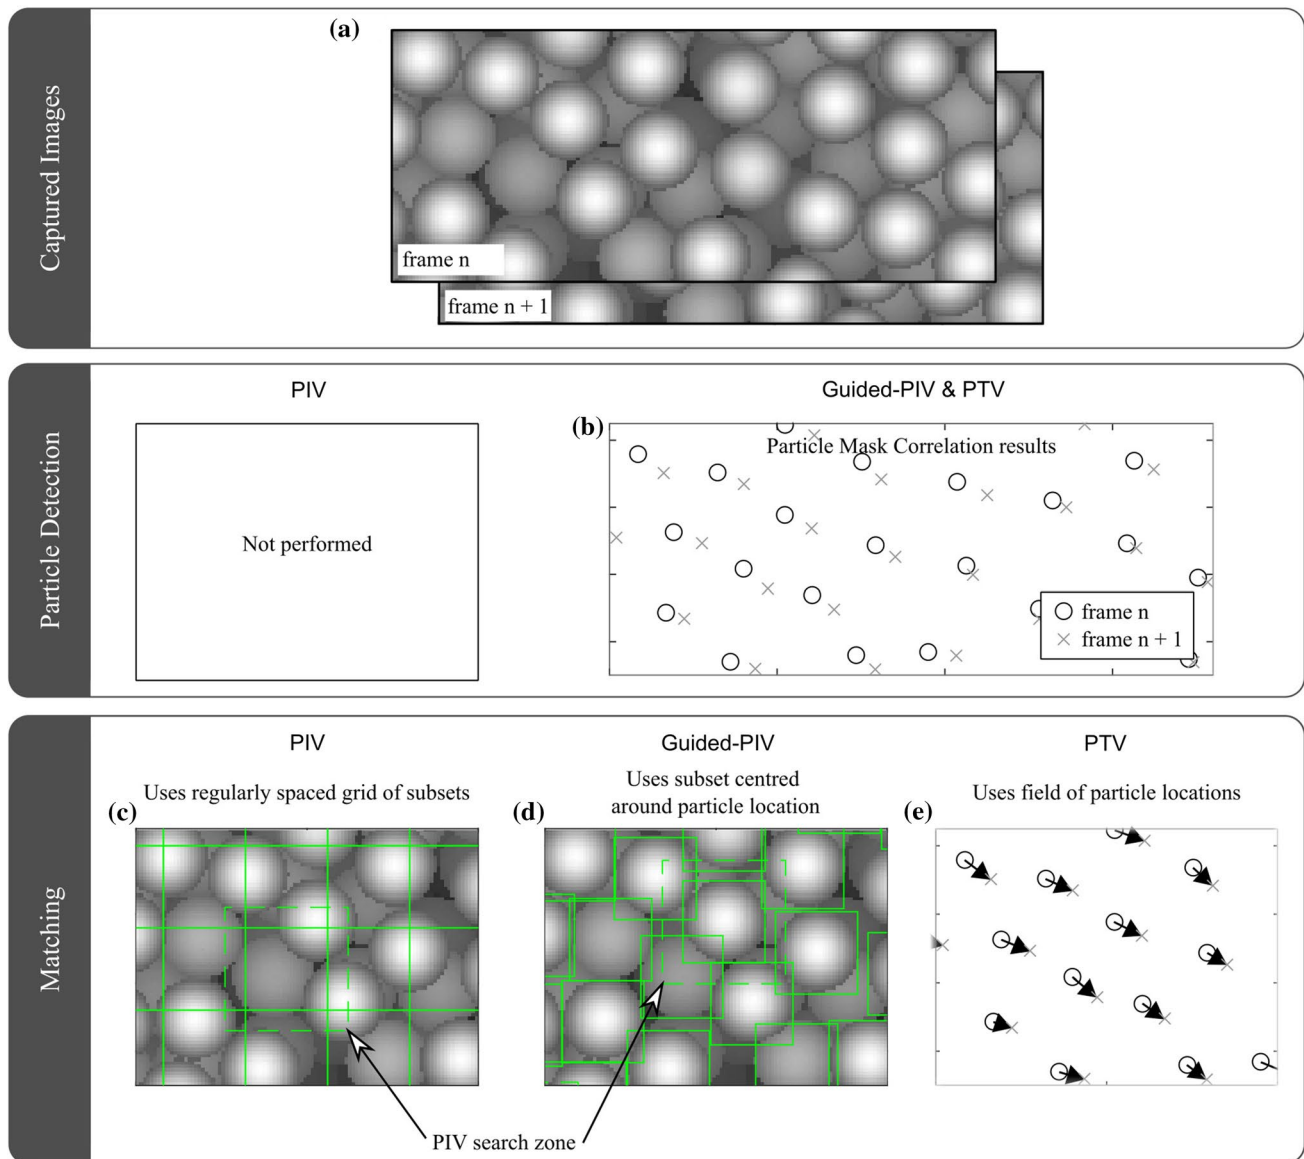 Captured Images
(a)
frame n
frame n + 1
Particle Detection
PIV
Guided-PIV & PTV
(b)
Particle Mask Correlation results
Not performed
frame n
frame n + 1
Matching
PIV
Guided-PIV
PTV
Uses regularly spaced grid of subsets
Uses subset centred
around particle location
Uses field of particle locations
(c)
(d)
(e)
PIV search zone